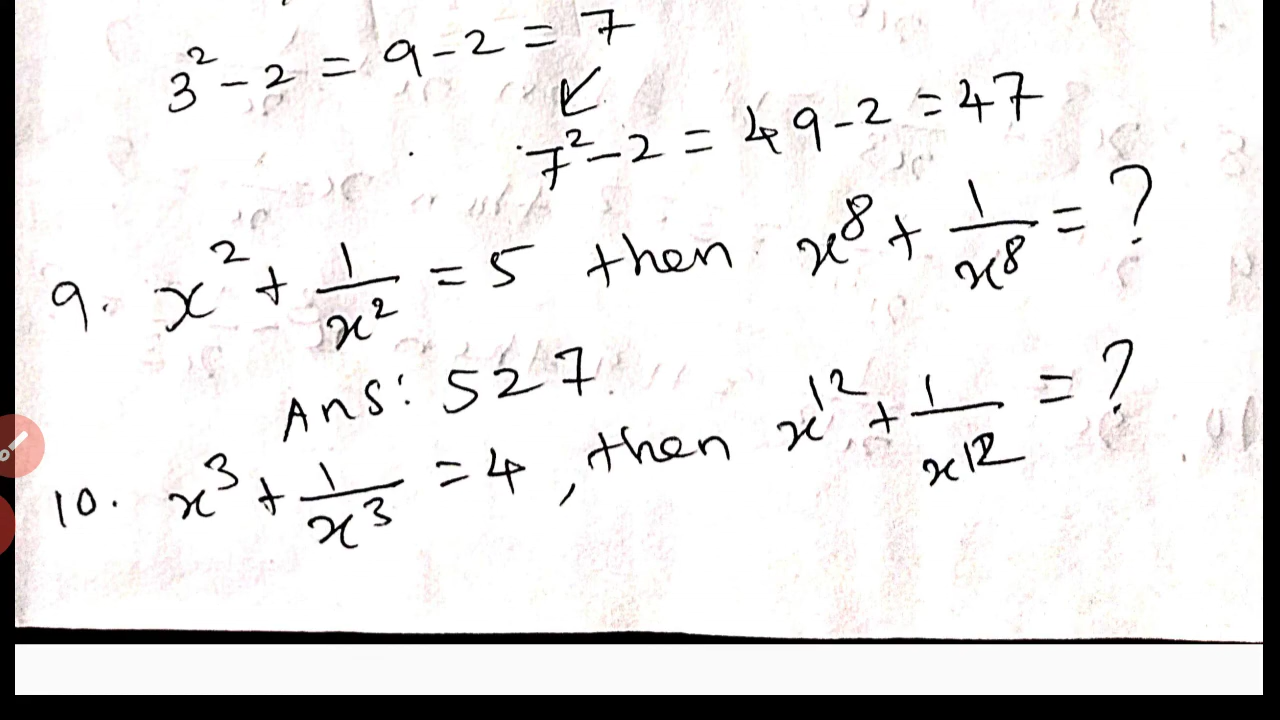 3² - 2 = 9 - 2 = 7
7² - 2 = 49 - 2 = 47
9. x² + 1/x² = 5 then x⁸ + 1/x⁸ = ?
Ans: 527
10. x³ + 1/x³ = 4, then x¹² + 1/x¹² = ?